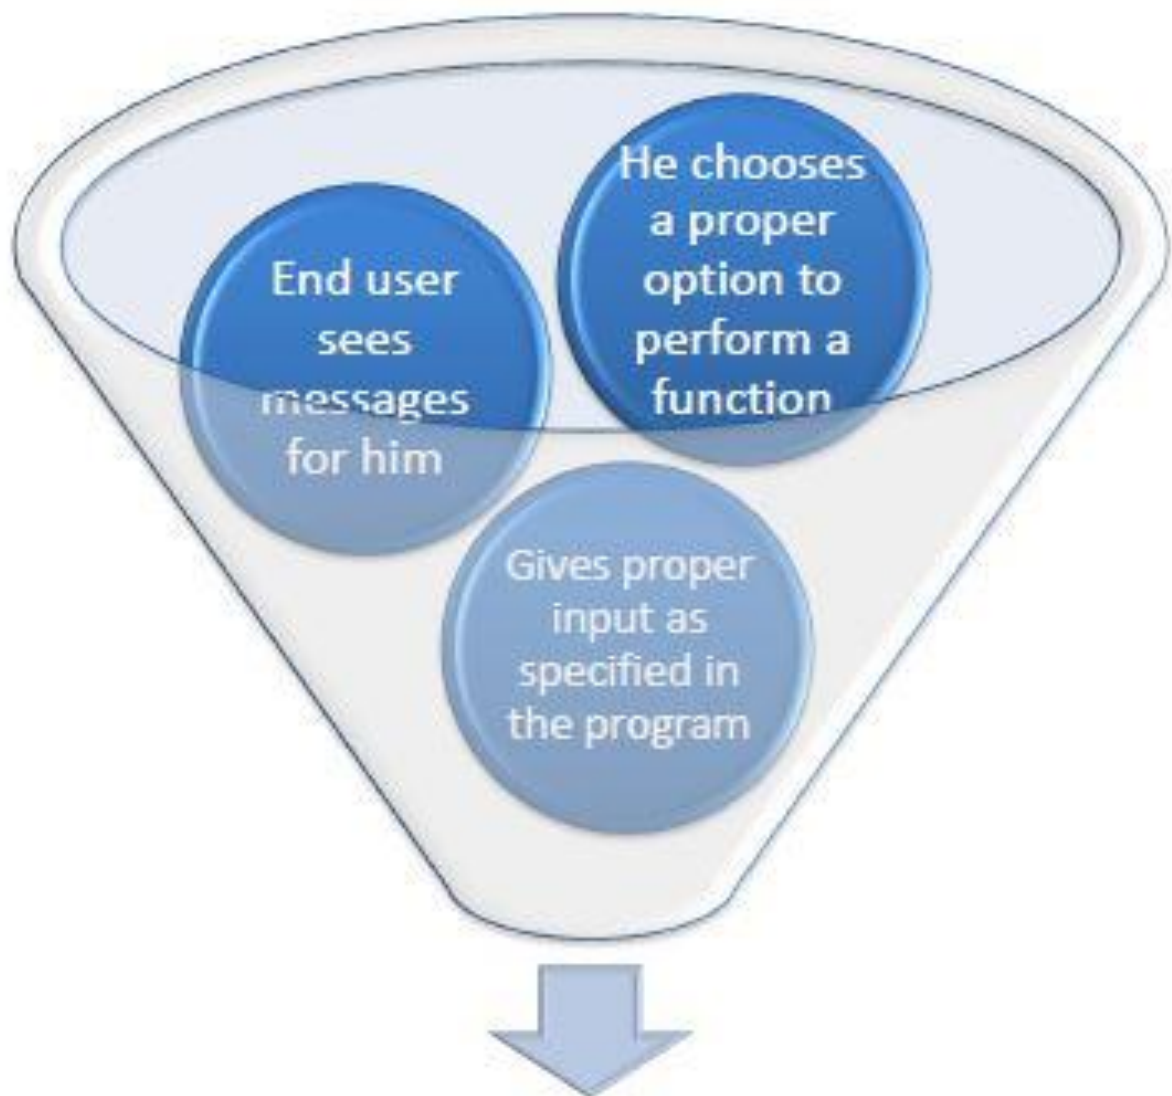 End user
sees
messages
for him
He chooses
a proper
option to
perform a
function
Gives proper
input as
specified in
the program